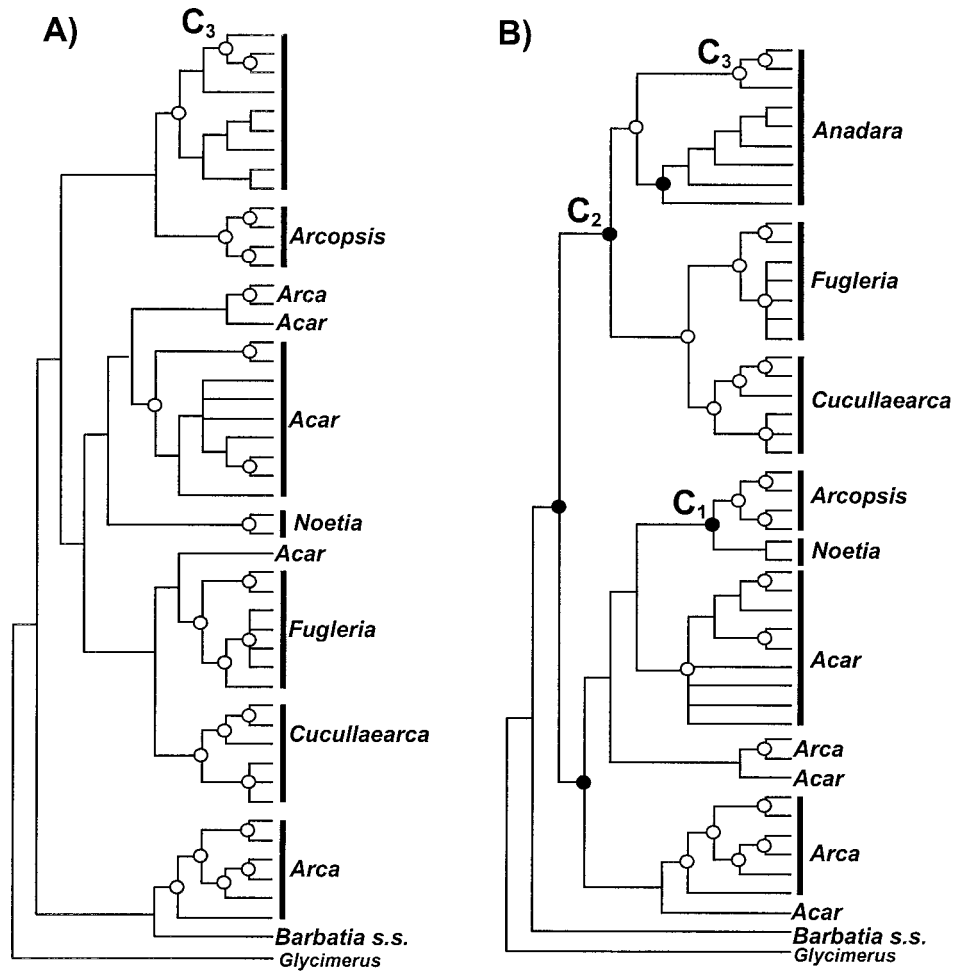 A)
C3
Arcopsis
Arca
Acar
Acar
Noetia
Acar
Fugleria
Cucullaearca
Arca
Barbatia s.s.
Glycimerus
B)
C3
Anadara
C2
Fugleria
Cucullaearca
C1
Arcopsis
Noetia
Acar
Arca
Acar
Arca
Acar
Barbatia s.s.
Glycimerus